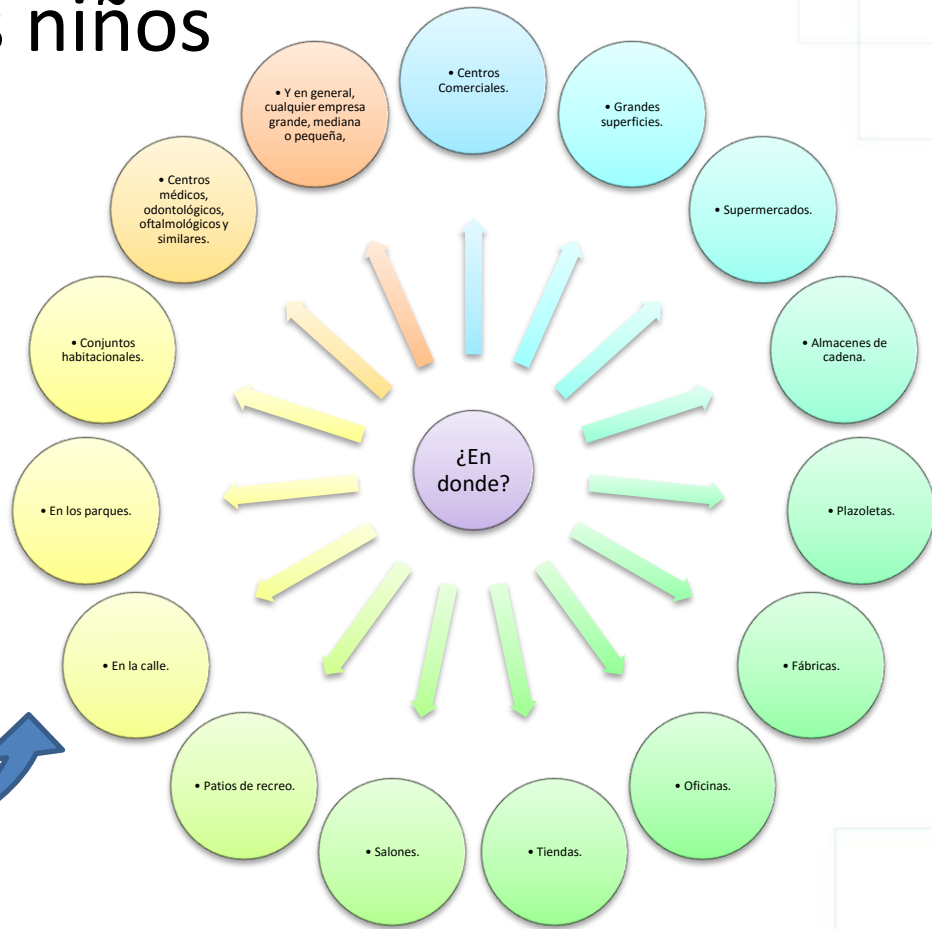 s niños
• Centros
Comerciales.
• Grandes
superficies.
• Supermercados.
• Almacenes de
cadena.
• Plazoletas.
• Fábricas.
• Oficinas.
• Tiendas.
• Salones.
• Patios de recreo.
• En la calle.
• En los parques.
• Conjuntos
habitacionales.
• Centros
médicos,
odontológicos,
oftalmológicos y
similares.
• Y en general,
cualquier empresa
grande, mediana
o pequeña,
¿En
donde?